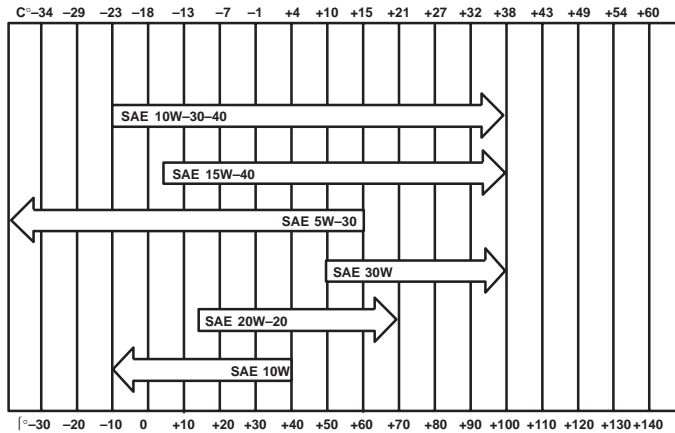 C°–34 –29 –23 –18 –13 –7 –1 +4 +10 +15 +21 +27 +32 +38 +43 +49 +54 +60
SAE 10W–30–40
SAE 15W–40
SAE 5W–30
SAE 30W
SAE 20W–20
SAE 10W
⌠°–30 –20 –10 0 +10 +20 +30 +40 +50 +60 +70 +80 +90 +100 +110 +120 +130 +140